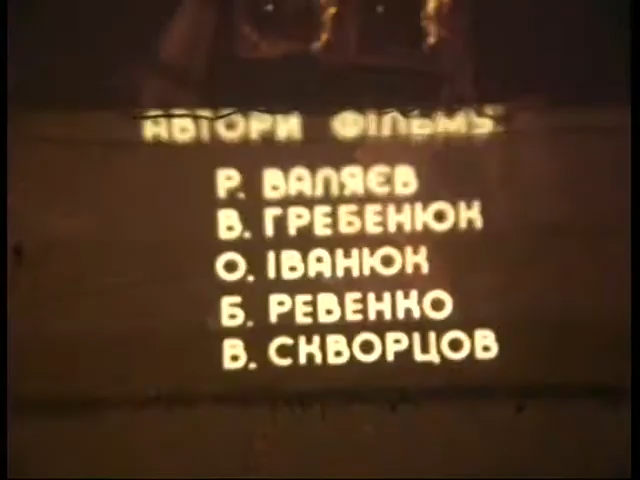 АВТОРИ ФІЛЬМУ
Р. ВАЛЯЄВ
В. ГРЕБЕНЮК
О. ІВАНЮК
Б. РЕВЕНКО
В. СКВОРЦОВ